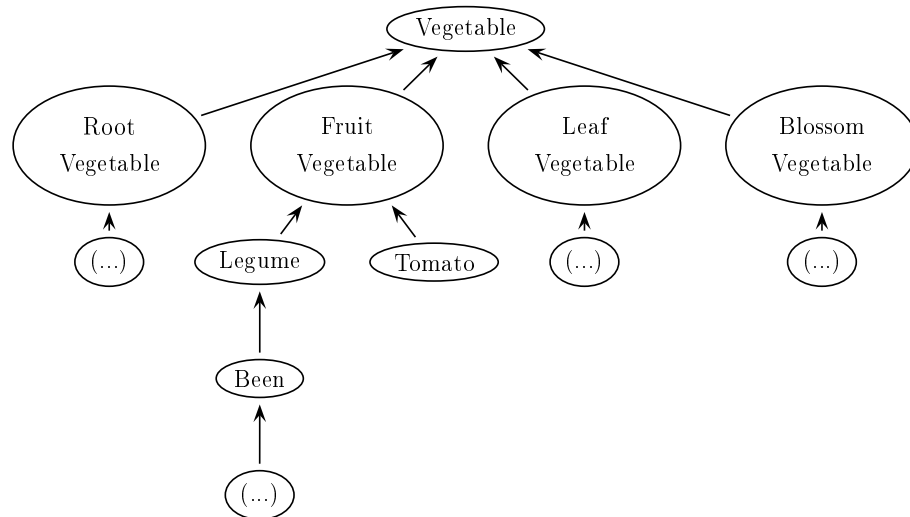 Vegetable
Root
Vegetable
Fruit
Vegetable
Leaf
Vegetable
Blossom
Vegetable
(...)
Legume
Tomato
(...)
(...)
Been
(...)